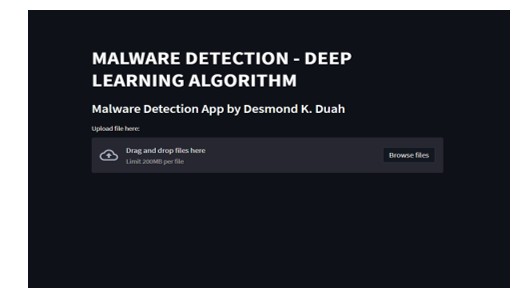 MALWARE DETECTION - DEEP
LEARNING ALGORITHM
Malware Detection App by Desmond K. Duah
Upload file here:
Drag and drop files here
Limit 200MB per file
Browse files